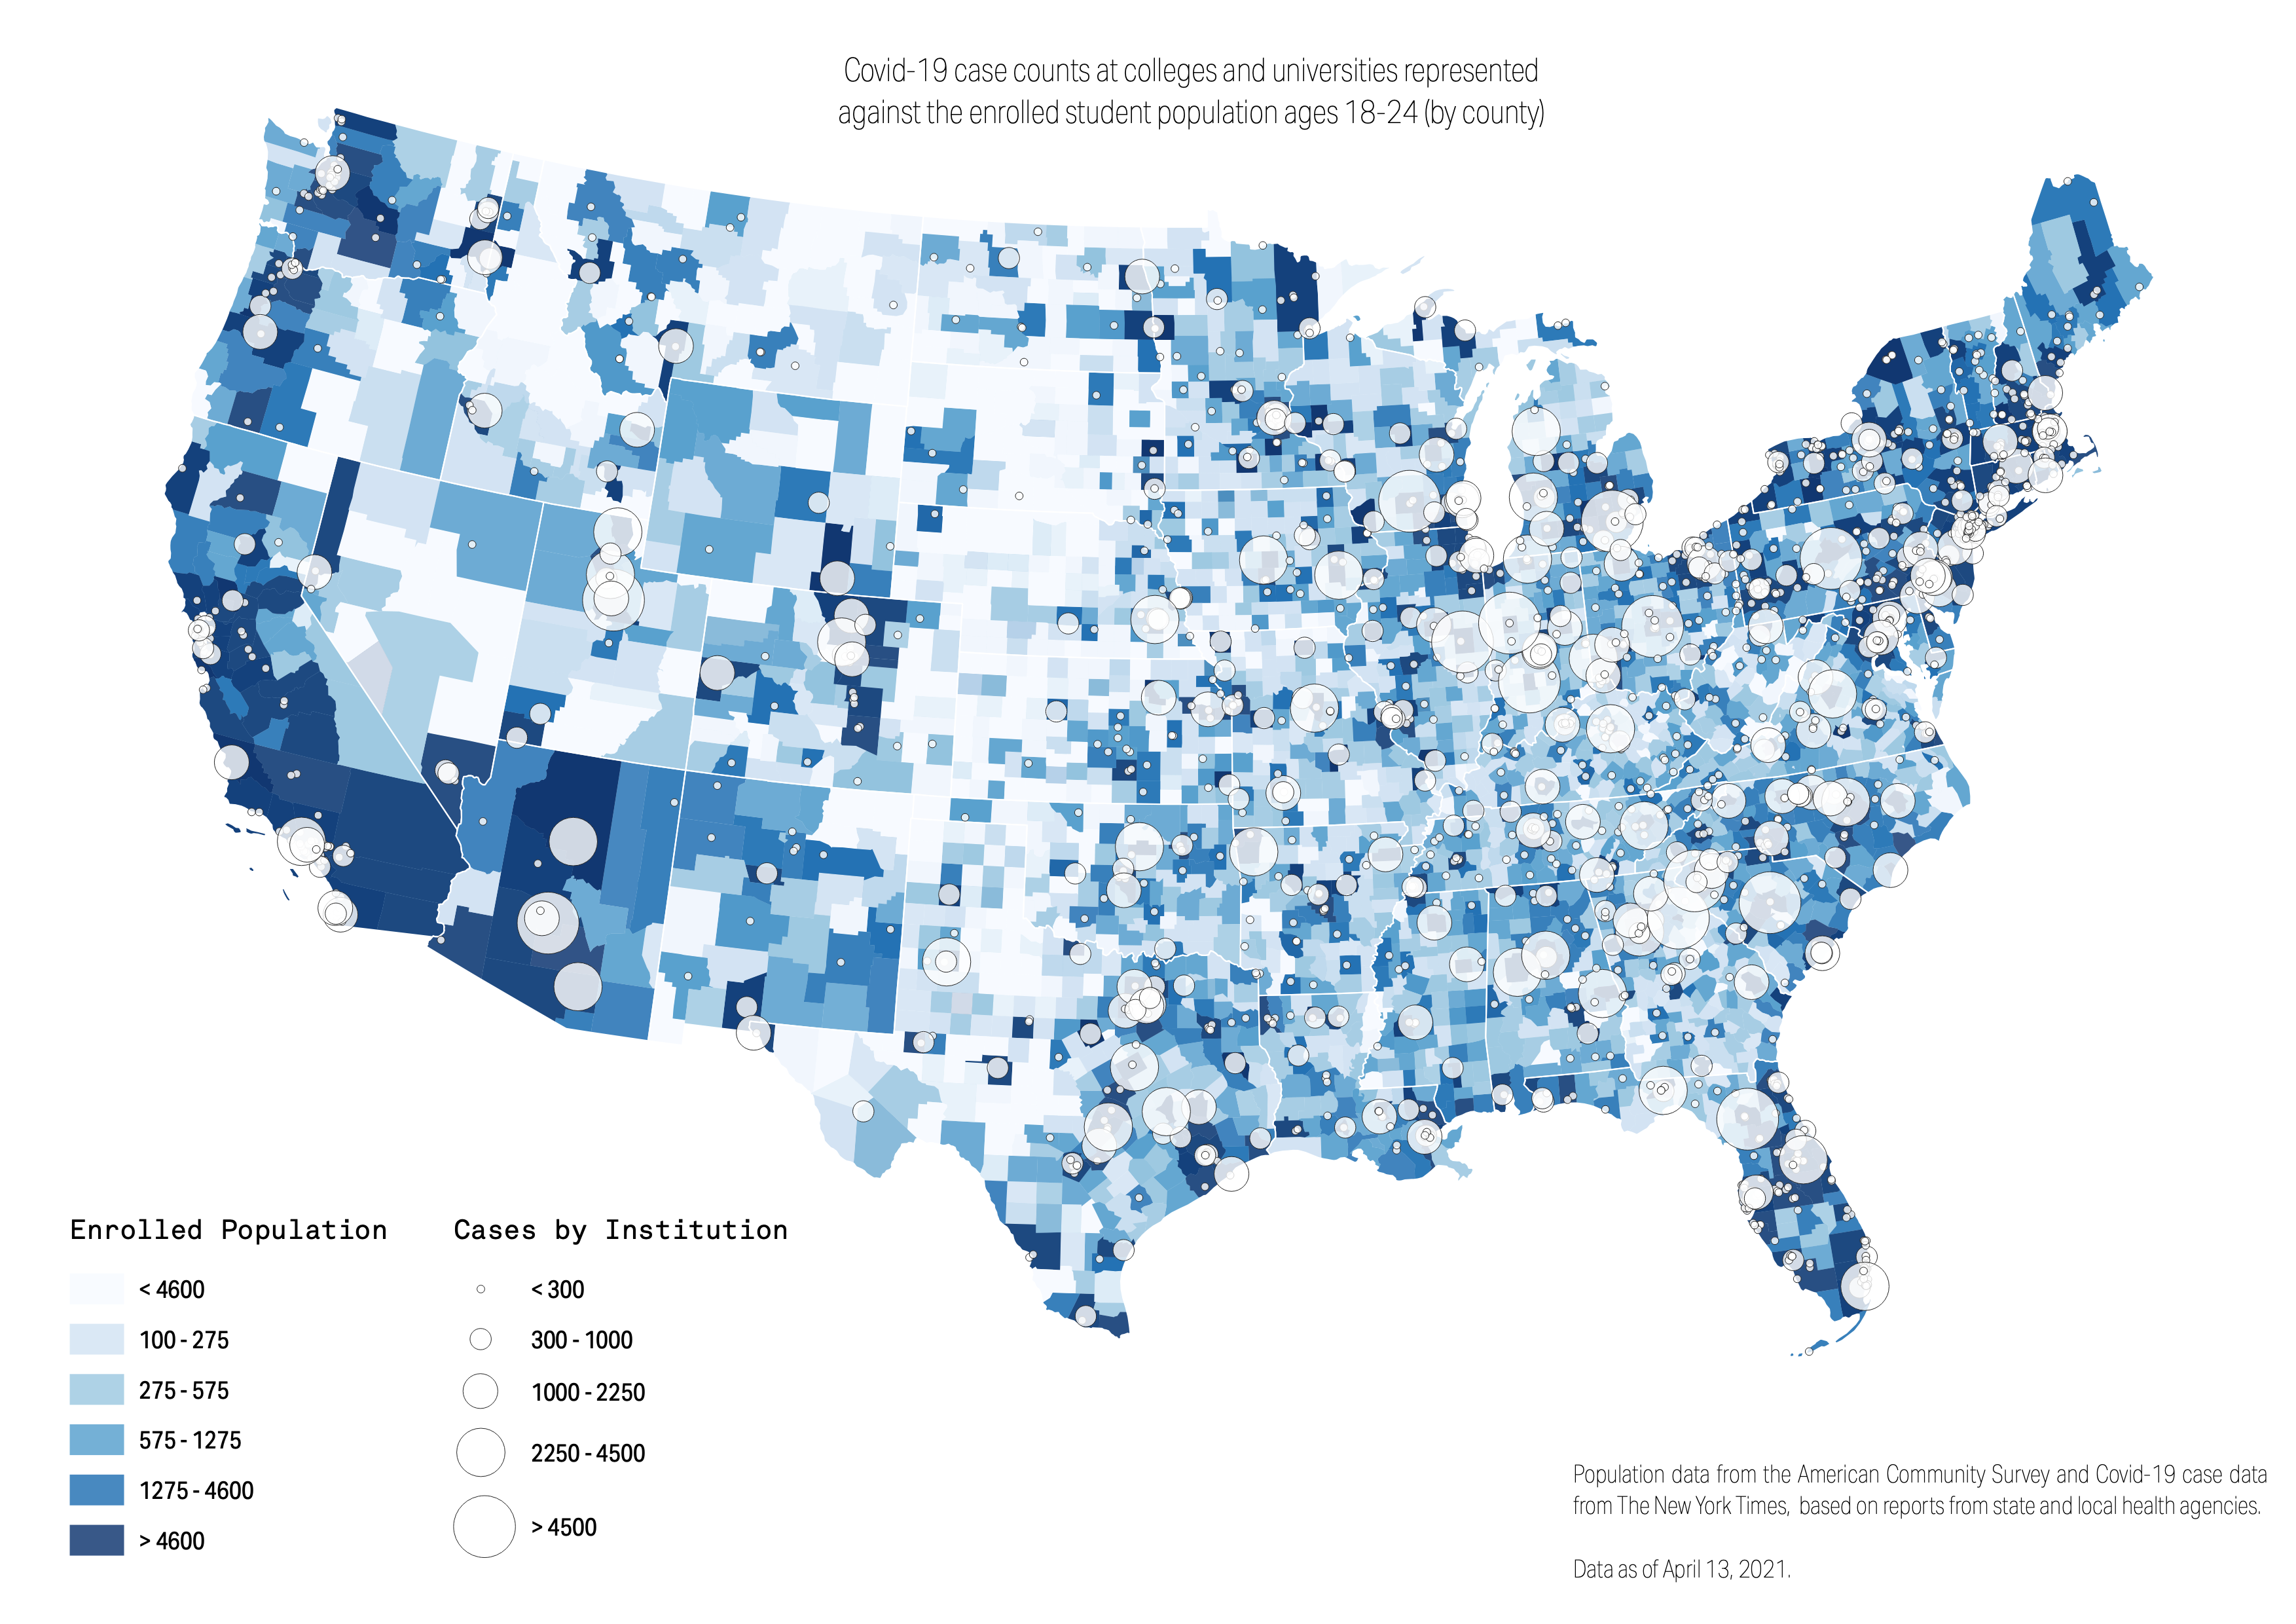 Covid-19 case counts at colleges and universities represented
against the enrolled student population ages 18-24 (by county)
Enrolled Population
< 4600
100 - 275
275 - 575
575 - 1275
1275 - 4600
> 4600
Cases by Institution
< 300
300 - 1000
1000 - 2250
2250 - 4500
> 4500
Population data from the American Community Survey and Covid-19 case data
from The New York Times, based on reports from state and local health agencies.
Data as of April 13, 2021.